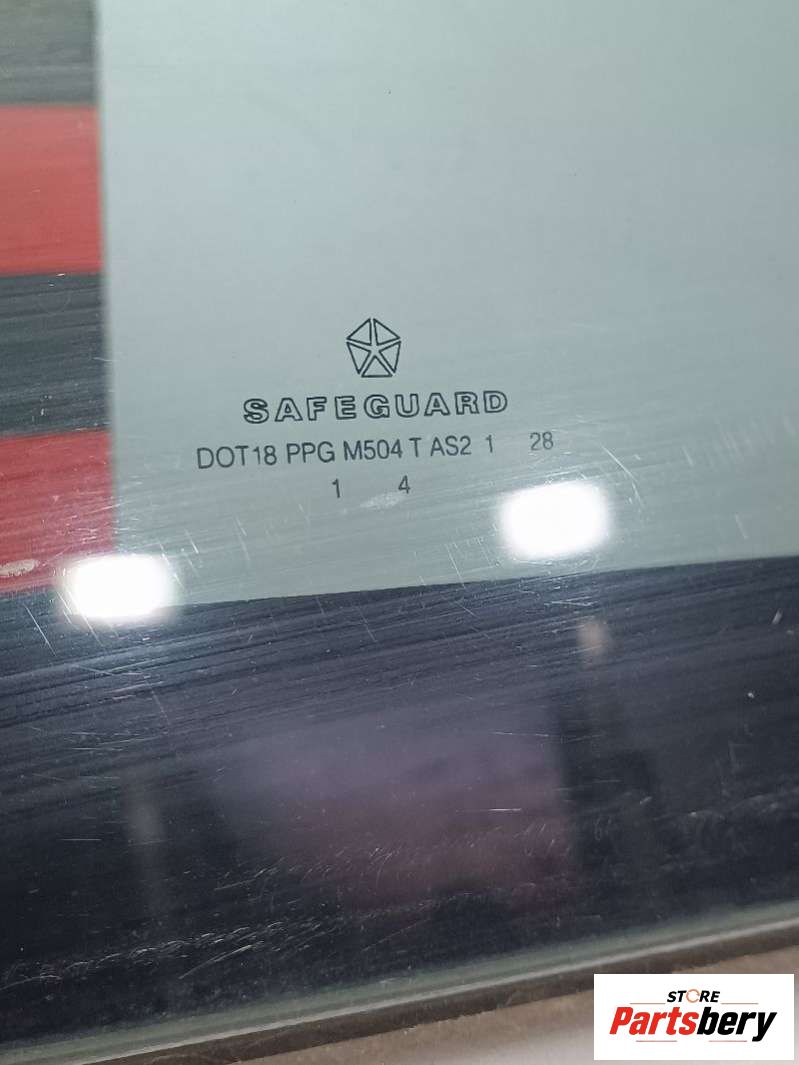 SAFEGUARD
DOT18 PPG M504 T AS2 1 28
1 4
STORE
Partsbery